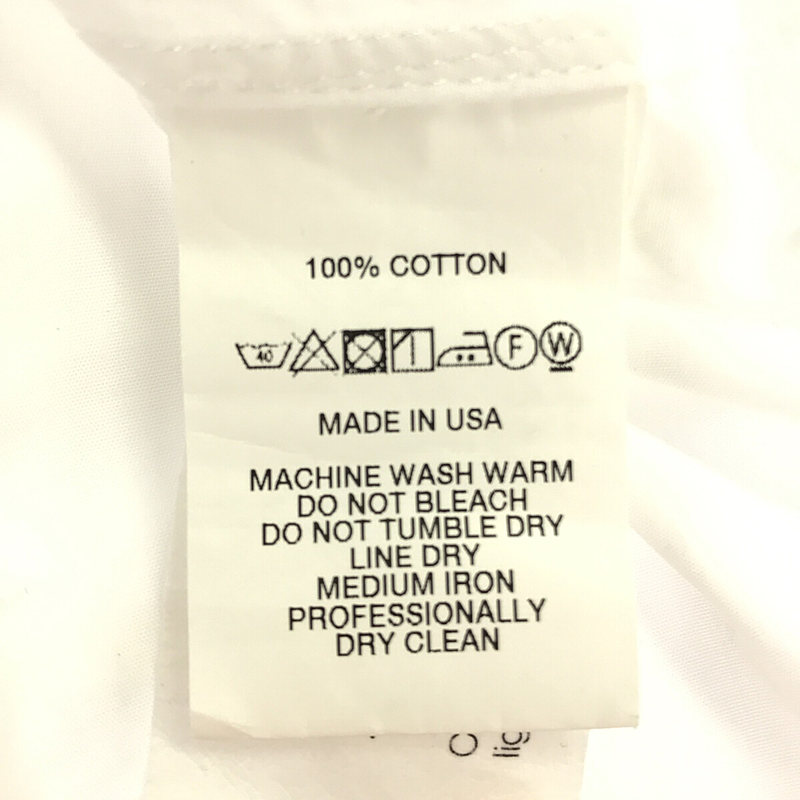 100% COTTON
40 F W
MADE IN USA
MACHINE WASH WARM
DO NOT BLEACH
DO NOT TUMBLE DRY
LINE DRY
MEDIUM IRON
PROFESSIONALLY
DRY CLEAN